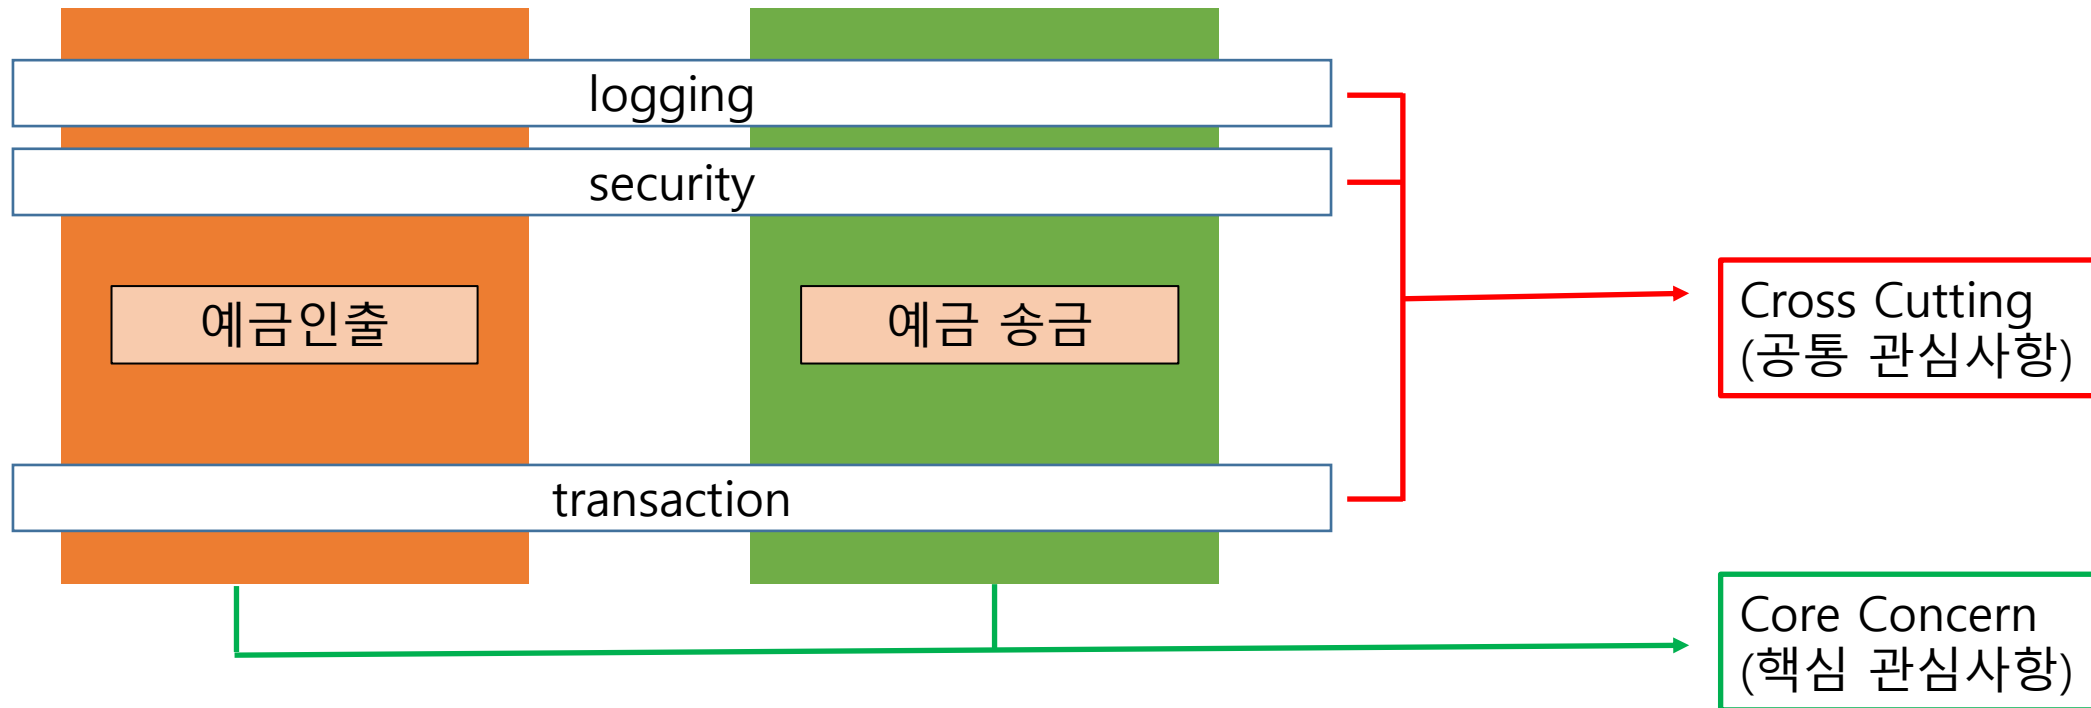 logging
security
예금인출
예금 송금
transaction
Cross Cutting
(공통 관심사항)
Core Concern
(핵심 관심사항)